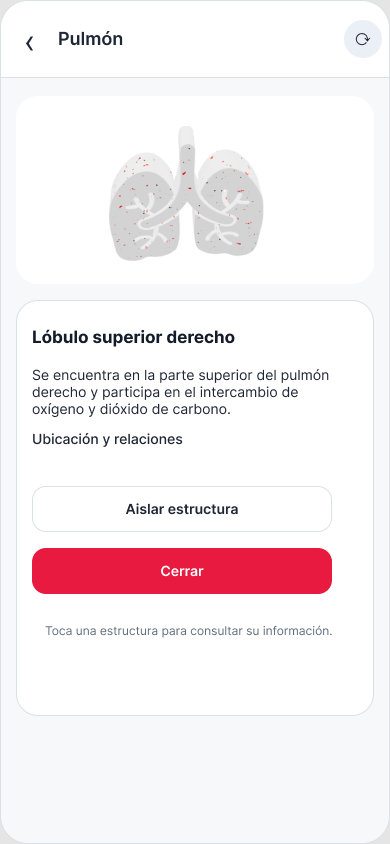 Pulmón
Lóbulo superior derecho
Se encuentra en la parte superior del pulmón
derecho y participa en el intercambio de
oxígeno y dióxido de carbono.
Ubicación y relaciones
Aislar estructura
Cerrar
Toca una estructura para consultar su información.